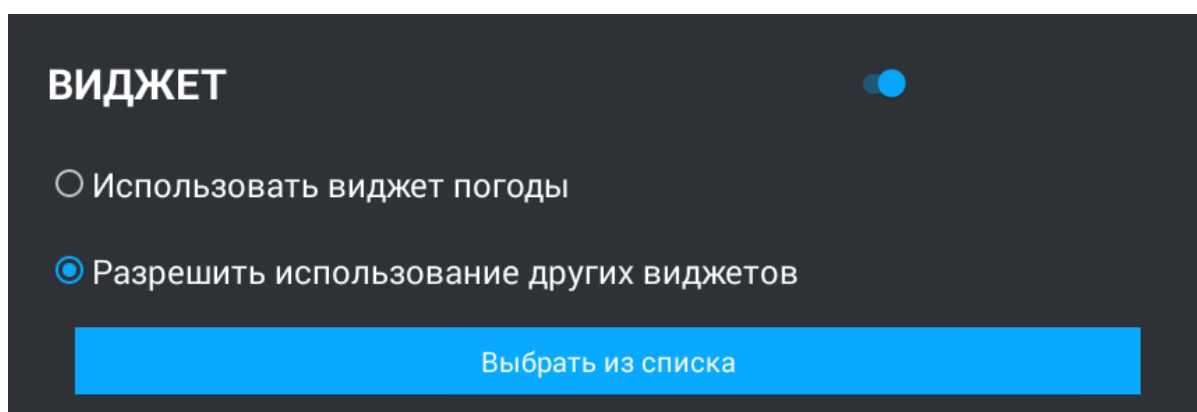 ВИДЖЕТ
Использовать виджет погоды
Разрешить использование других виджетов
Выбрать из списка